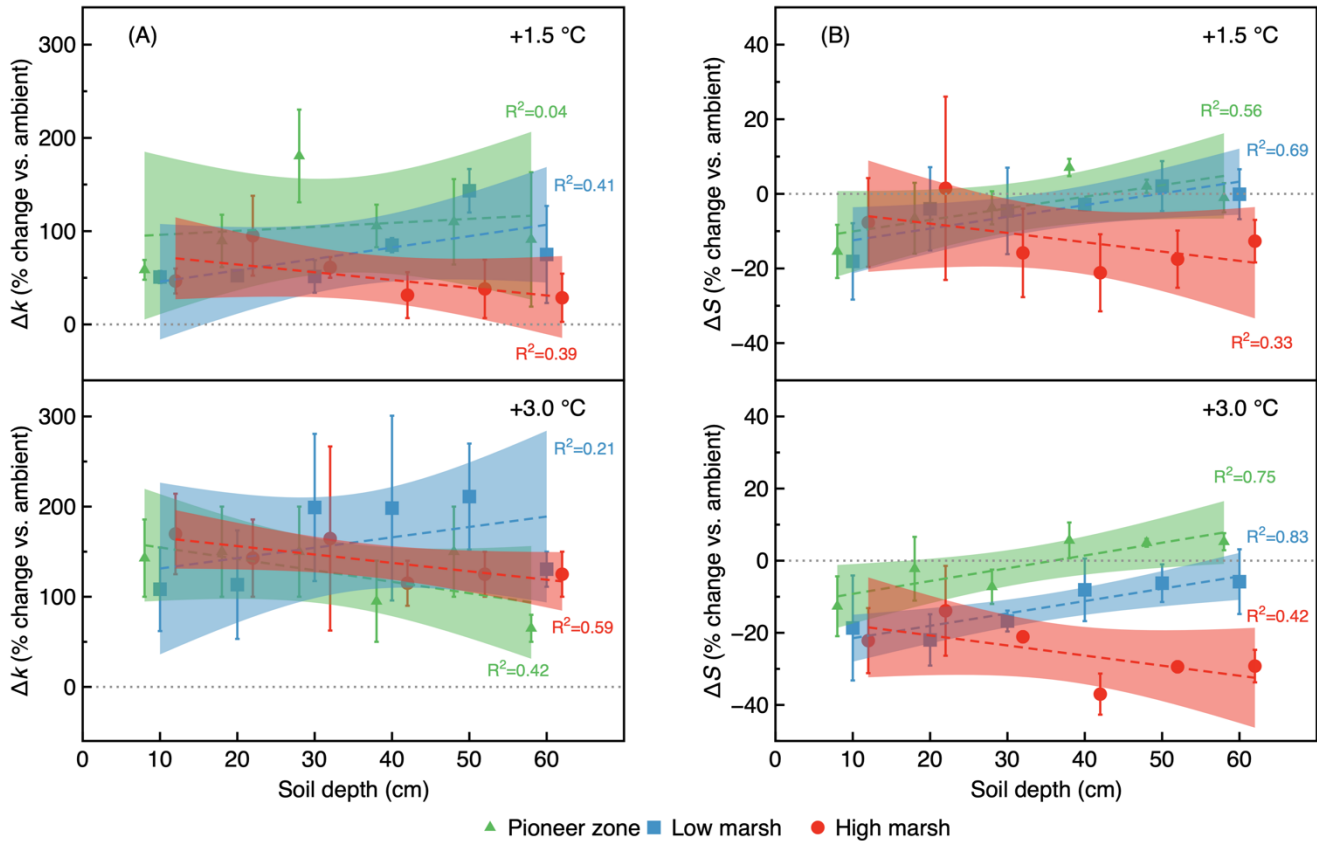 (A)
+1.5 °C
300
200
100
0
Δk (% change vs. ambient)
R²=0.04
R²=0.41
R²=0.39
+3.0 °C
300
200
100
0
Δk (% change vs. ambient)
R²=0.21
R²=0.59
R²=0.42
0 10 20 30 40 50 60
Soil depth (cm)
(B)
+1.5 °C
40
20
0
−20
−40
ΔS (% change vs. ambient)
R²=0.56
R²=0.69
R²=0.33
+3.0 °C
40
20
0
−20
−40
ΔS (% change vs. ambient)
R²=0.75
R²=0.83
R²=0.42
0 10 20 30 40 50 60
Soil depth (cm)
Pioneer zone Low marsh High marsh